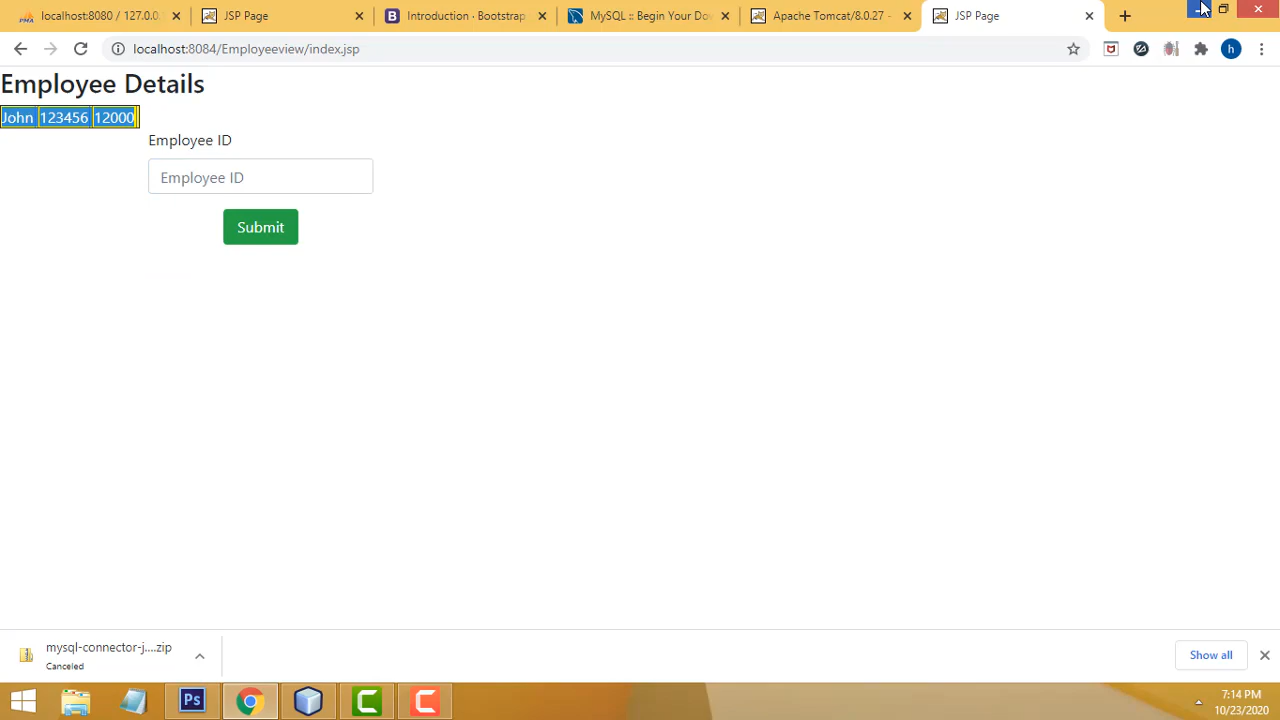 localhost:8080 / 127.0.0.
JSP Page
Introduction · Bootstrap
MySQL :: Begin Your Dow
Apache Tomcat/8.0.27 -
JSP Page
localhost:8084/Employeeview/index.jsp
h
Employee Details
John 123456 12000
Employee ID
Employee ID
Submit
mysql-connector-j....zip
Canceled
Show all
Ps
7:14 PM
10/23/2020